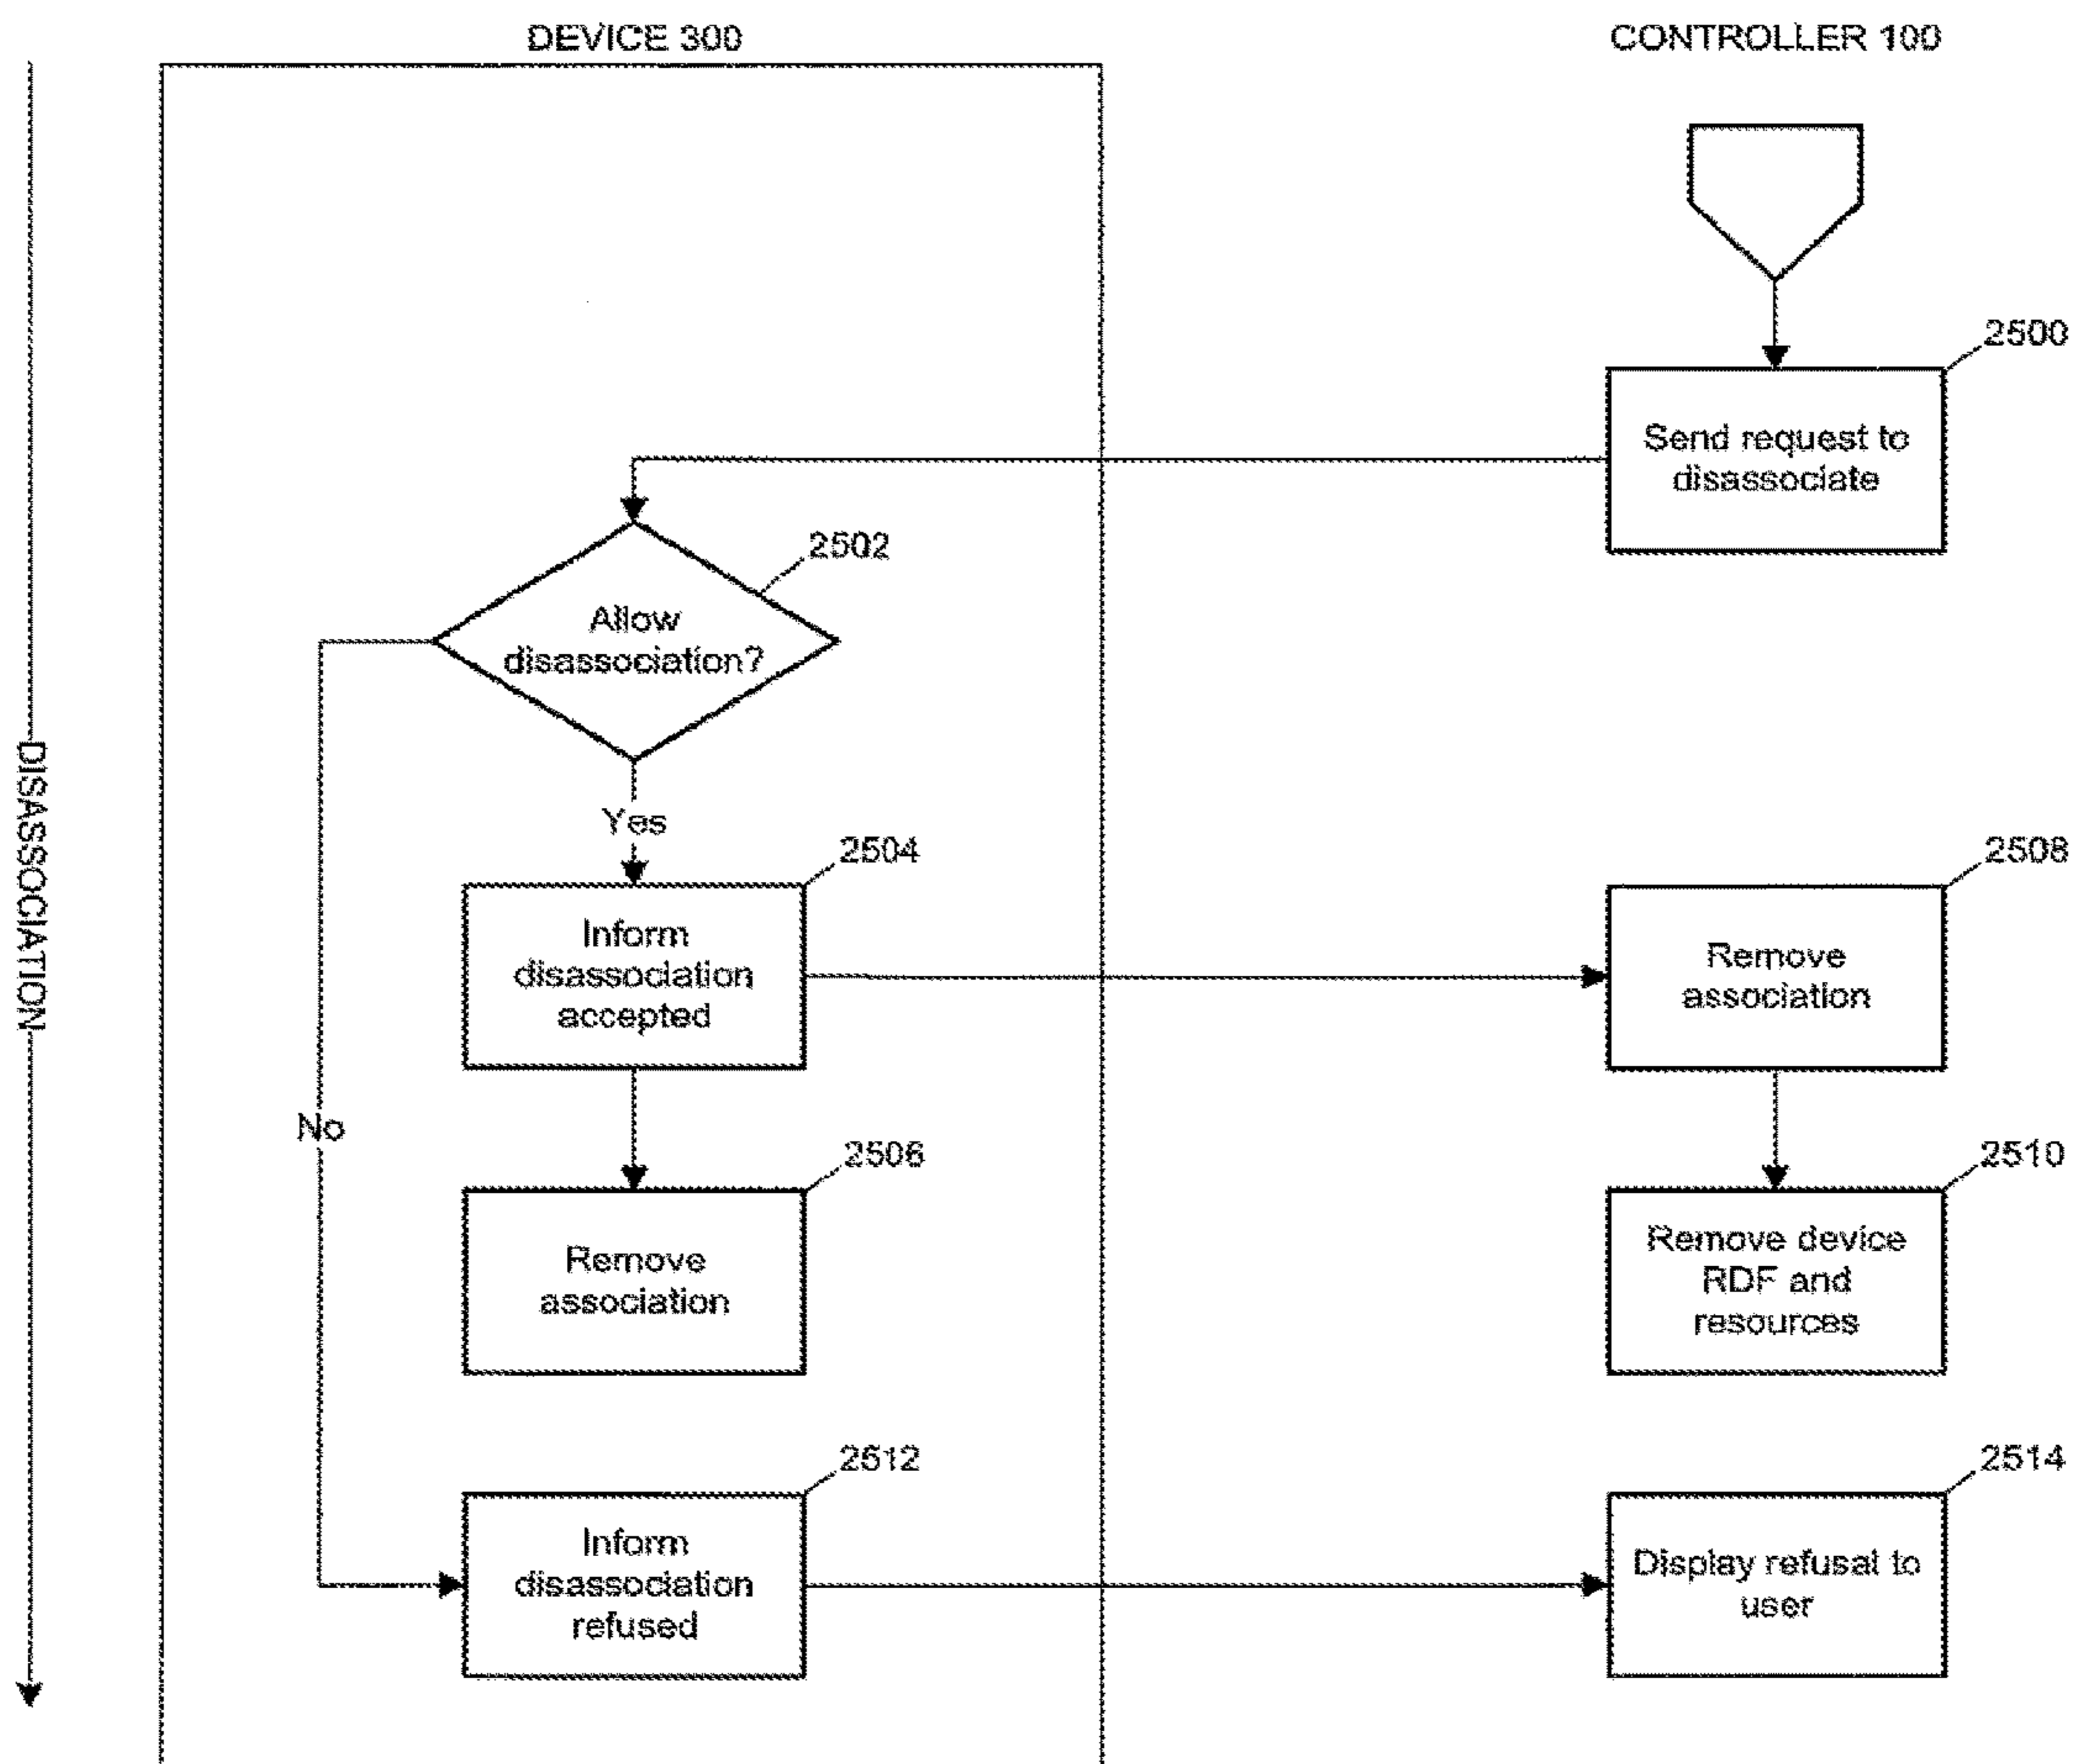 DEVICE 300
CONTROLLER 100
2500
Send request to
disassociate
2502
Allow
disassociation?
Yes
DISASSOCIATION
2504
Inform
disassociation
accepted
2508
Remove
association
No
2506
Remove
association
2510
Remove device
RDF and
resources
2512
Inform
disassociation
refused
2514
Display refusal to
user